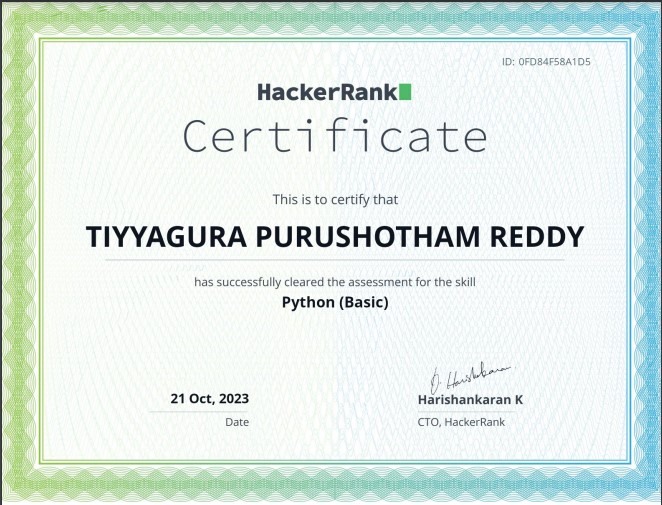 ID: 0FD84F58A1D5
HackerRank
Certificate
This is to certify that
TIYYAGURA PURUSHOTHAM REDDY
has successfully cleared the assessment for the skill
Python (Basic)
21 Oct, 2023
Date
Harishankaran K
CTO, HackerRank